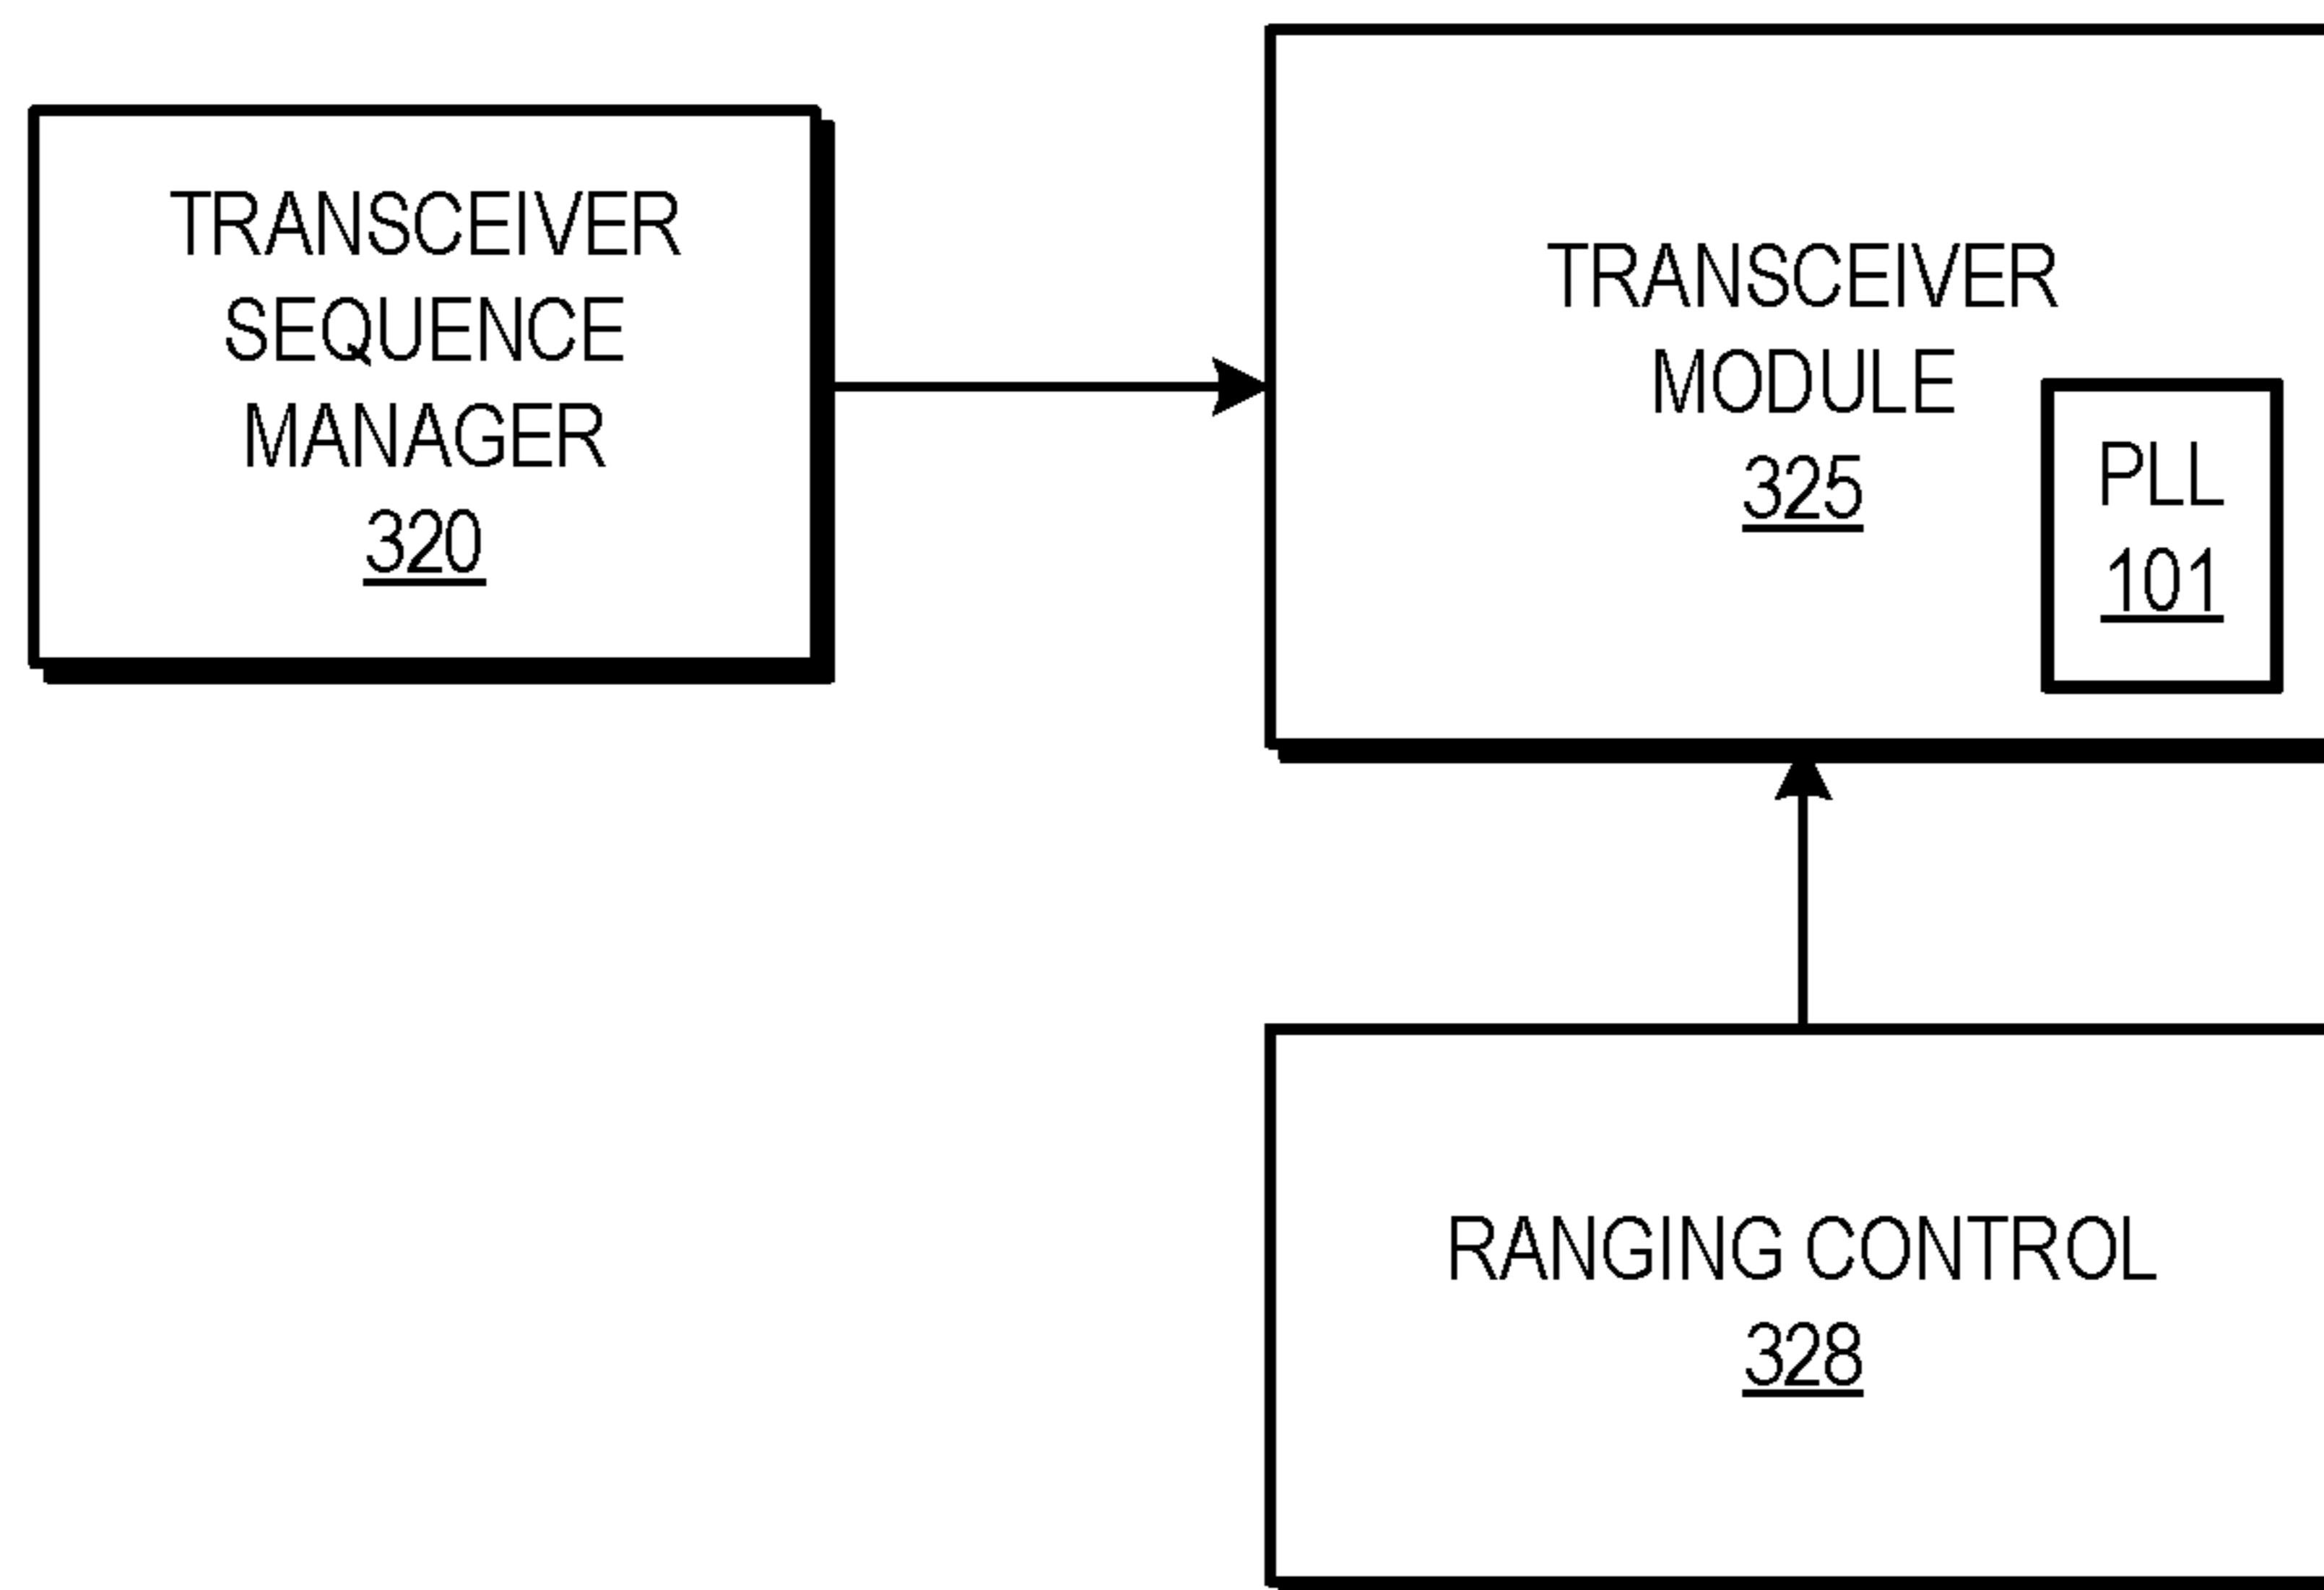 TRANSCEIVER
SEQUENCE
MANAGER
320
TRANSCEIVER
MODULE
325
PLL
101
RANGING CONTROL
328